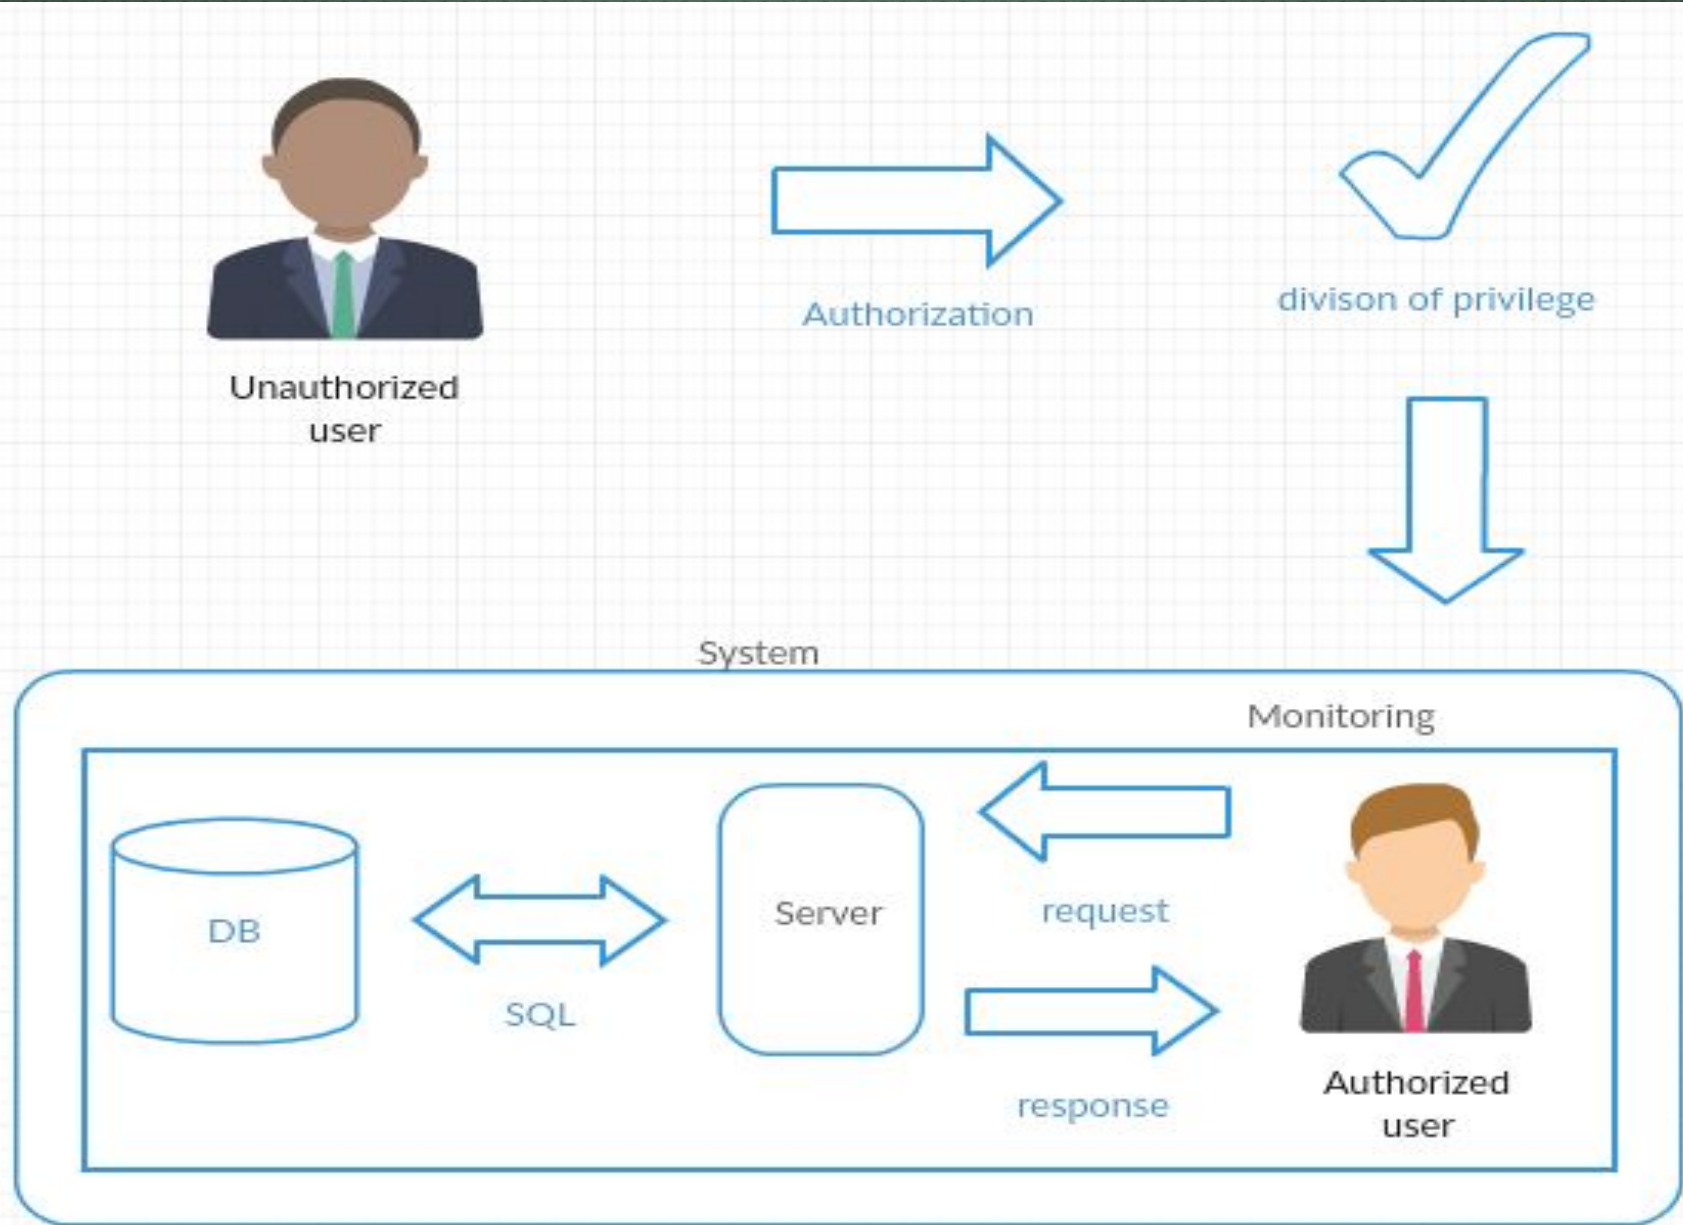 Unauthorized
user
Authorization
divison of privilege
System
Monitoring
DB
SQL
Server
request
response
Authorized
user